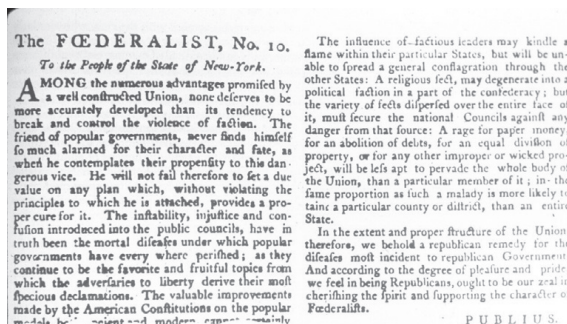 The FŒDERALIST, No. 10.
To the People of the State of New-York.
AMONG the numerous advantages promiſed by
a well conſtructed Union, none deſerves to be
more accurately developed than its tendency to
break and control the violence of faction. The
friend of popular governments, never finds himſelf
ſo much alarmed for their character and fate, as
when he contemplates their propenſity to this dan-
gerous vice. He will not fail therefore to ſet a due
value on any plan which, without violating the
principles to which he is attached, provides a pro-
per cure for it. The inſtability, injuſtice and con-
fuſion introduced into the public councils, have in
truth been the mortal diſeaſes under which popular
governments have every where periſhed; as they
continue to be the favorite and fruitful topics from
which the adverſaries to liberty derive their moſt
ſpecious declamations. The valuable improvements
made by the American Conſtitutions on the popular
models both ancient and modern cannot certainly
The influence of factious leaders may kindle a
flame within their particular States, but will be un-
able to ſpread a general conflagration through the
other States: A religious ſect, may degenerate into a
political faction in a part of the confederacy; but
the variety of ſects diſperſed over the entire face of
it, muſt ſecure the national Councils againſt any
danger from that ſource: A rage for paper money,
for an abolition of debts, for an equal diviſion of
property, or for any other improper or wicked pro-
ject, will be leſs apt to pervade the whole body of
the Union, than a particular member of it; in the
ſame proportion as ſuch a malady is more likely to
taint a particular county or diſtrict, than an entire
State.
In the extent and proper ſtructure of the Union,
therefore, we behold a republican remedy for the
diſeaſes moſt incident to republican Government.
And according to the degree of pleaſure and pride,
we feel in being Republicans, ought to be our zeal in
cheriſhing the ſpirit and ſupporting the character of
Fœderaliſts.
PUBLIUS.